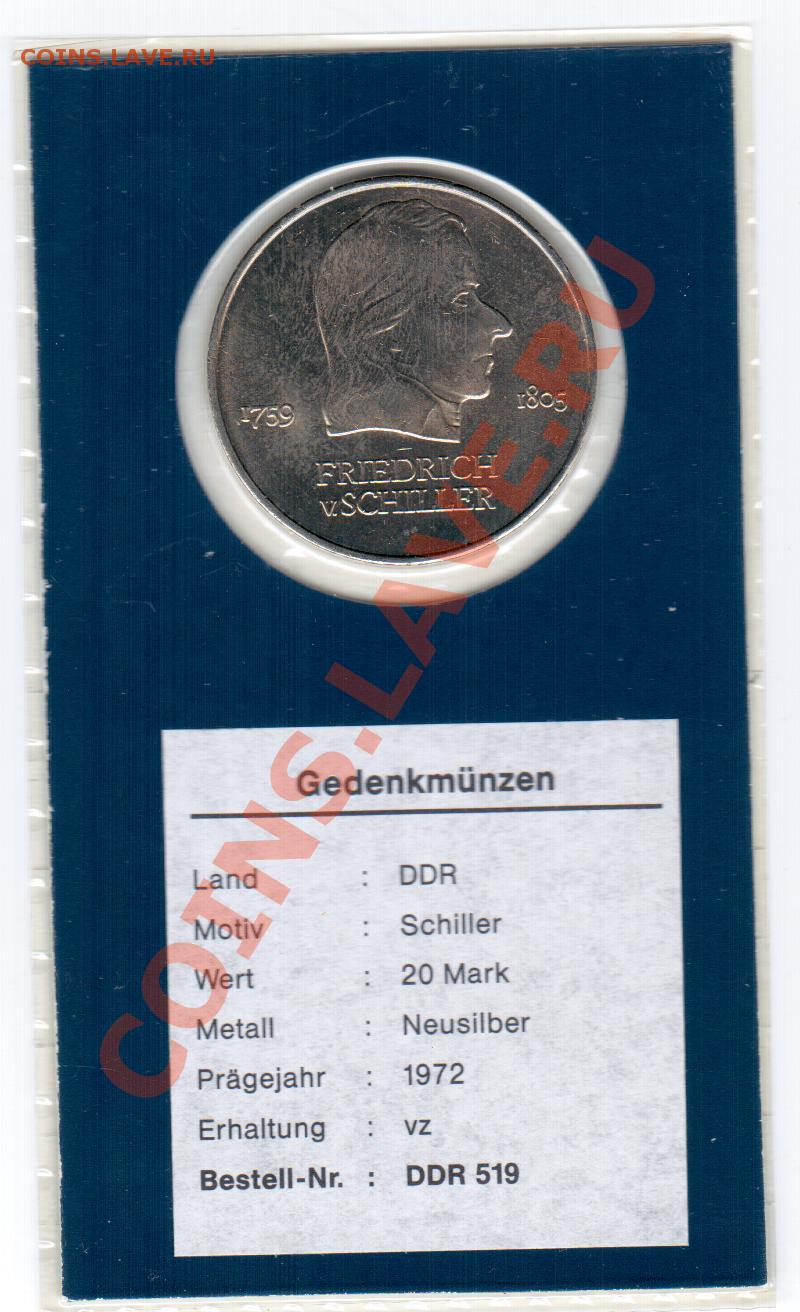 COINS.LAVE.RU
1759
1805
FRIEDRICH
v.SCHILLER
COINS.LAVE.RU
Gedenkmünzen
Land : DDR
Motiv : Schiller
Wert : 20 Mark
Metall : Neusilber
Prägejahr : 1972
Erhaltung : vz
Bestell-Nr. : DDR 519